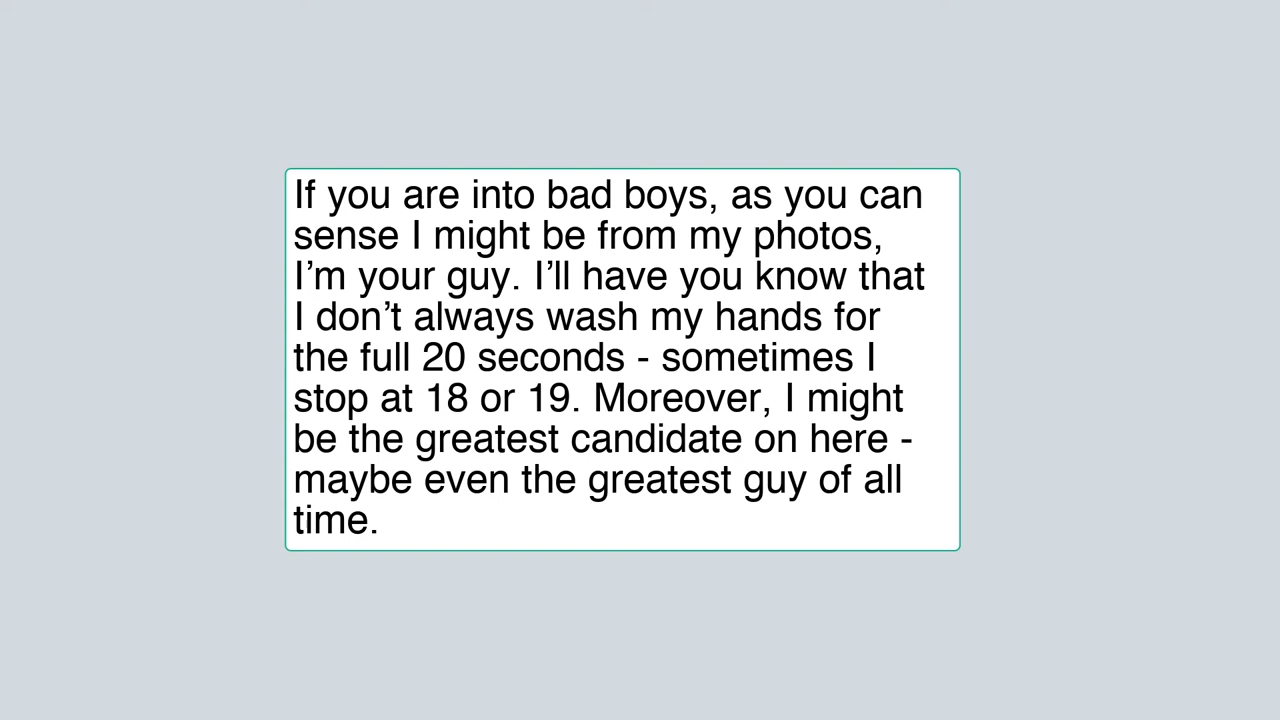 If you are into bad boys, as you can
sense I might be from my photos,
I’m your guy. I’ll have you know that
I don’t always wash my hands for
the full 20 seconds - sometimes I
stop at 18 or 19. Moreover, I might
be the greatest candidate on here -
maybe even the greatest guy of all
time.